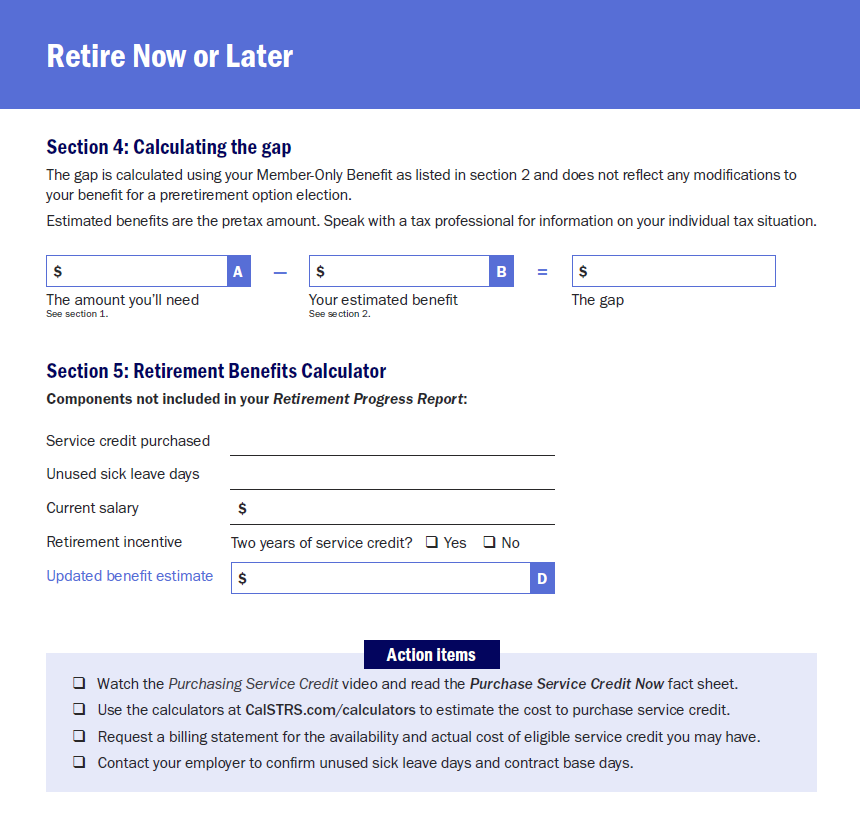 Retire Now or Later
Section 4: Calculating the gap
The gap is calculated using your Member-Only Benefit as listed in section 2 and does not reflect any modifications to
your benefit for a preretirement option election.
Estimated benefits are the pretax amount. Speak with a tax professional for information on your individual tax situation.
$ A — $ B = $
The amount you’ll need Your estimated benefit The gap
See section 1. See section 2.
Section 5: Retirement Benefits Calculator
Components not included in your Retirement Progress Report:
Service credit purchased
Unused sick leave days
Current salary $
Retirement incentive Two years of service credit? ❑ Yes ❑ No
Updated benefit estimate $ D
Action items
❑ Watch the Purchasing Service Credit video and read the Purchase Service Credit Now fact sheet.
❑ Use the calculators at CalSTRS.com/calculators to estimate the cost to purchase service credit.
❑ Request a billing statement for the availability and actual cost of eligible service credit you may have.
❑ Contact your employer to confirm unused sick leave days and contract base days.